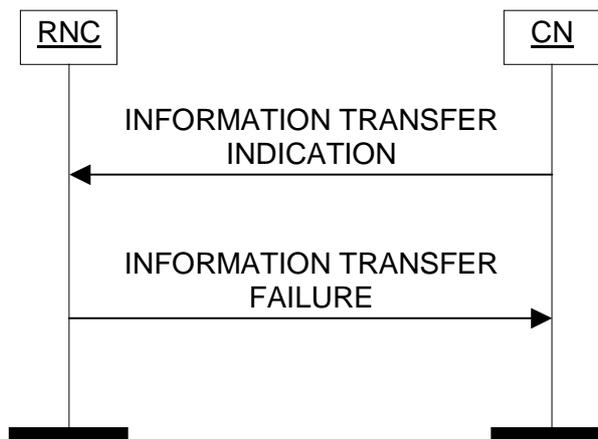 RNC
CN
INFORMATION TRANSFER
INDICATION
INFORMATION TRANSFER
FAILURE